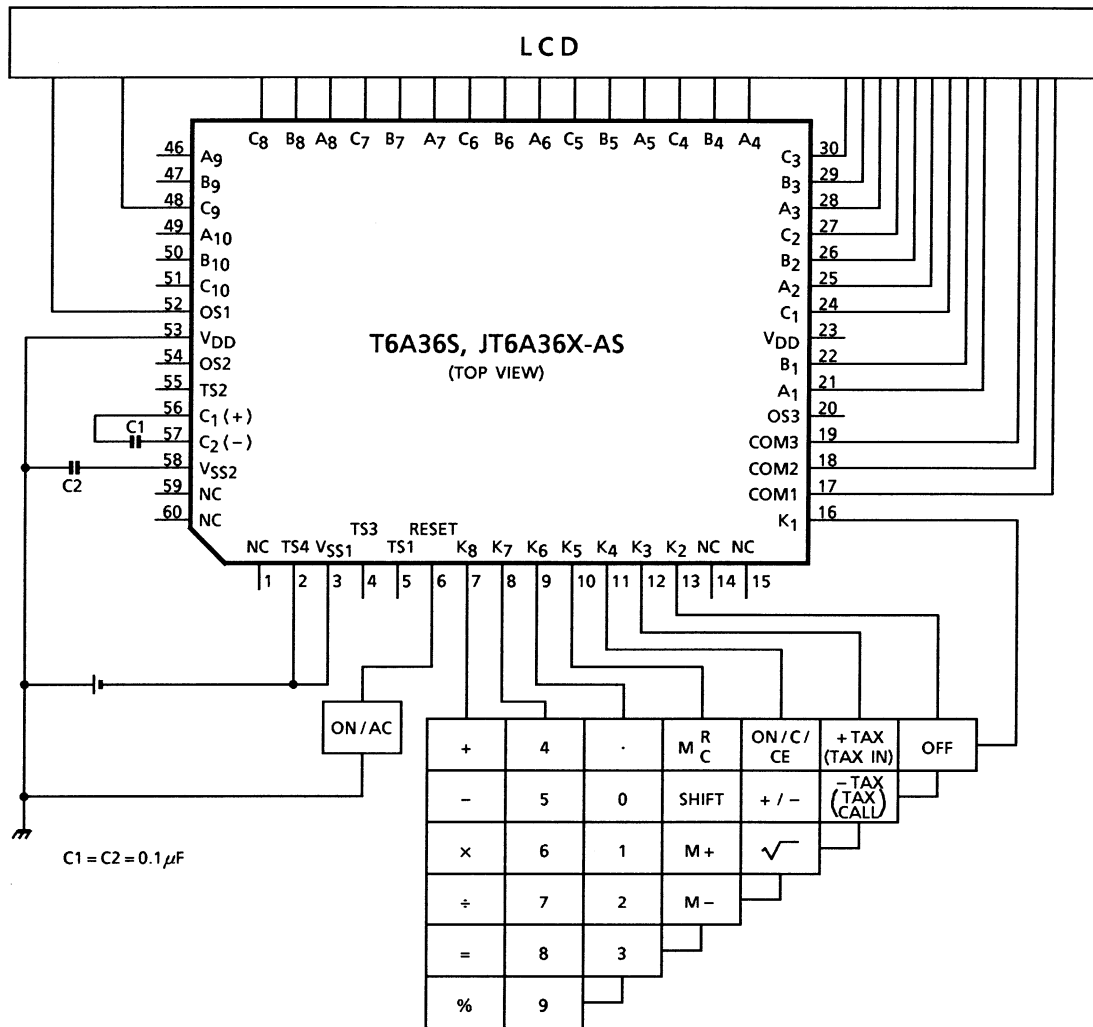 LCD
C8 B8 A8 C7 B7 A7 C6 B6 A6 C5 B5 A5 C4 B4 A4
46 A9
47 B9
48 C9
49 A10
50 B10
51 C10
52 OS1
53 VDD
54 OS2
55 TS2
56 C1 (+)
C1
57 C2 (−)
58 VSS2
C2
59 NC
60 NC
T6A36S, JT6A36X-AS
(TOP VIEW)
C3 30
B3 29
A3 28
C2 27
B2 26
A2 25
C1 24
VDD 23
B1 22
A1 21
OS3 20
COM3 19
COM2 18
COM1 17
K1 16
NC TS4 VSS1 TS3 TS1 RESET K8 K7 K6 K5 K4 K3 K2 NC NC
1 2 3 4 5 6 7 8 9 10 11 12 13 14 15
ON / AC
+ 4 · M R C ON / C / CE + TAX (TAX IN) OFF
− 5 0 SHIFT + / − − TAX (TAX CALL)
× 6 1 M + √
÷ 7 2 M −
= 8 3
% 9
C1 = C2 = 0.1 μF